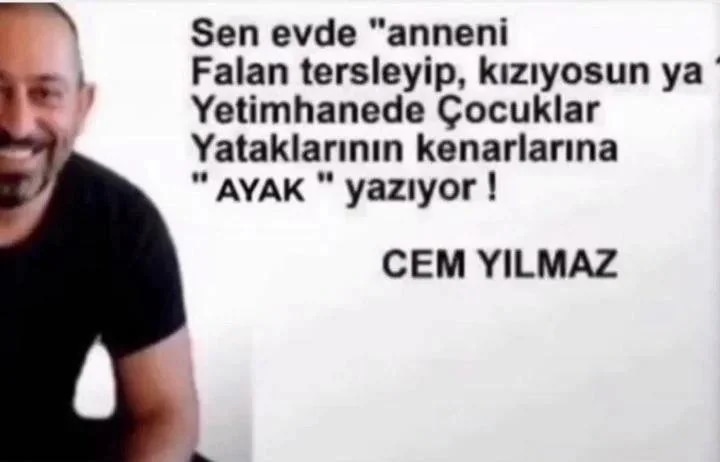 Sen evde "anneni
Falan tersleyip, kızıyosun ya
Yetimhanede Çocuklar
Yataklarının kenarlarına
" AYAK " yazıyor !
CEM YILMAZ